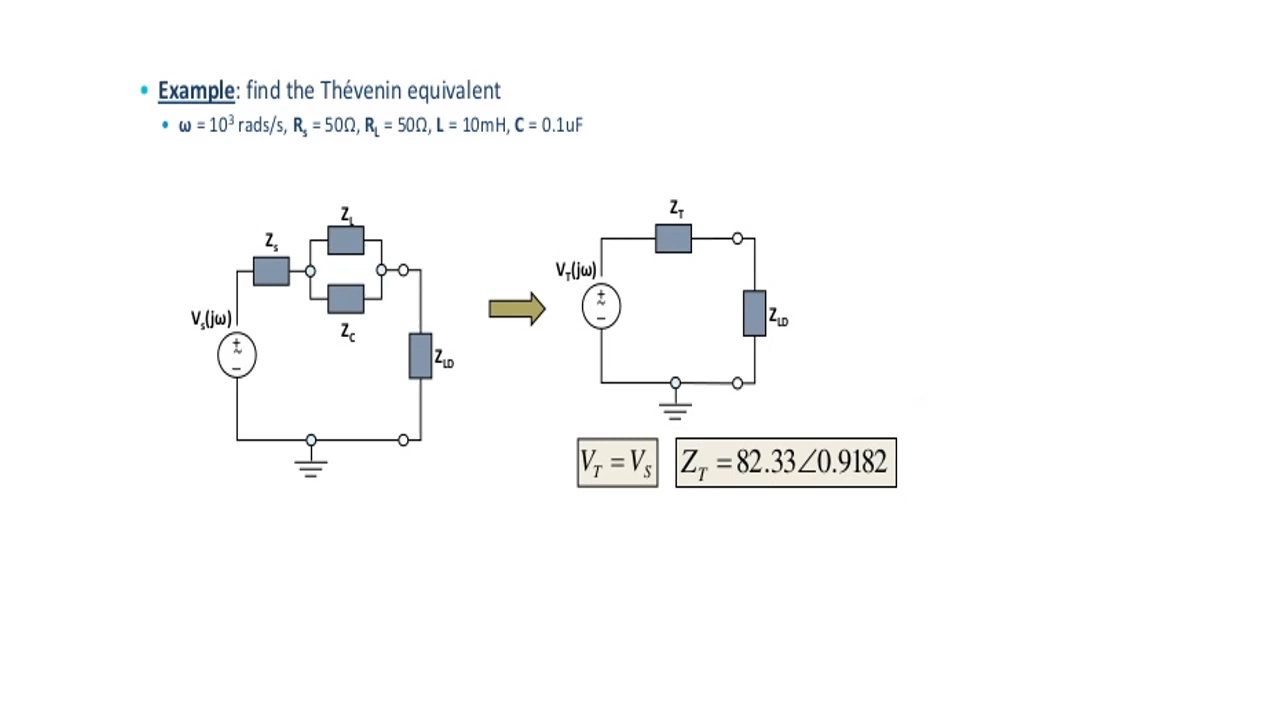 • Example: find the Thévenin equivalent
• ω = 10³ rads/s, Rₛ = 50Ω, R_L = 50Ω, L = 10mH, C = 0.1uF
Z_L
Z_s
Z_C
V_s(jω)
+
~
−
Z_LD
Z_T
V_T(jω)
+
~
−
Z_LD
V_T = V_S
Z_T = 82.33∠0.9182